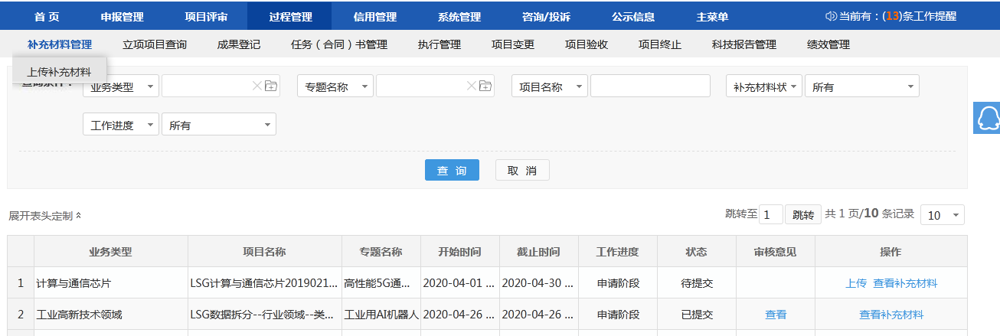 首 页 申报管理 项目评审 过程管理 信用管理 系统管理 咨询/投诉 公示信息 主菜单 当前有：(13)条工作提醒
补充材料管理 立项项目查询 成果登记 任务（合同）书管理 执行管理 项目变更 项目验收 项目终止 科技报告管理 绩效管理
上传补充材料
业务类型 专题名称 项目名称 补充材料状 所有
工作进度 所有
查 询 取 消
展开表头定制 跳转至 1 跳转 共 1 页/10 条记录 10
业务类型 项目名称 专题名称 开始时间 截止时间 工作进度 状态 审核意见 操作
1 计算与通信芯片 LSG计算与通信芯片2019021... 高性能5G通... 2020-04-01 ... 2020-04-30 ... 申请阶段 待提交 上传 查看补充材料
2 工业高新技术领域 LSG数据拆分--行业领域--类... 工业用AI机器人 2020-04-26 ... 2020-04-26 ... 申请阶段 已提交 查看 查看补充材料